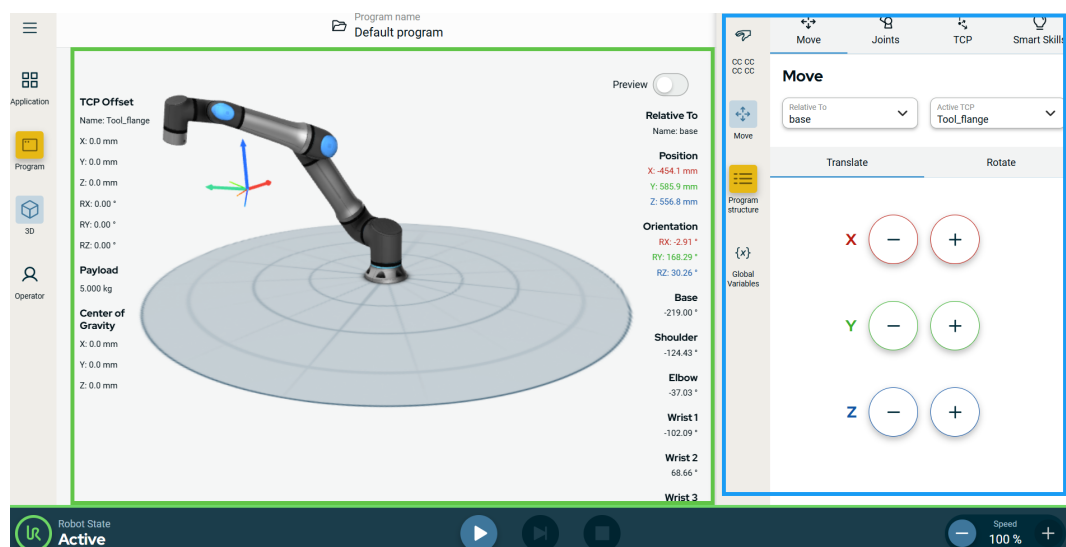 Program name
Default program
Application
Program
3D
Operator
TCP Offset
Name: Tool_flange
X: 0.0 mm
Y: 0.0 mm
Z: 0.0 mm
RX: 0.00 °
RY: 0.00 °
RZ: 0.00 °
Payload
5.000 kg
Center of
Gravity
X: 0.0 mm
Y: 0.0 mm
Z: 0.0 mm
Preview
Relative To
Name: base
Position
X: -454.1 mm
Y: 585.9 mm
Z: 556.8 mm
Orientation
RX: -2.91 °
RY: 168.29 °
RZ: 30.26 °
Base
-219.00 °
Shoulder
-124.43 °
Elbow
-37.03 °
Wrist 1
-102.09 °
Wrist 2
68.66 °
Wrist 3
CC CC
CC CC
Move
Program
structure
{x}
Global
Variables
Move
Joints
TCP
Smart Skills
Move
Relative To
base
Active TCP
Tool_flange
Translate
Rotate
X − +
Y − +
Z − +
UR
Robot State
Active
Speed
− 100 % +